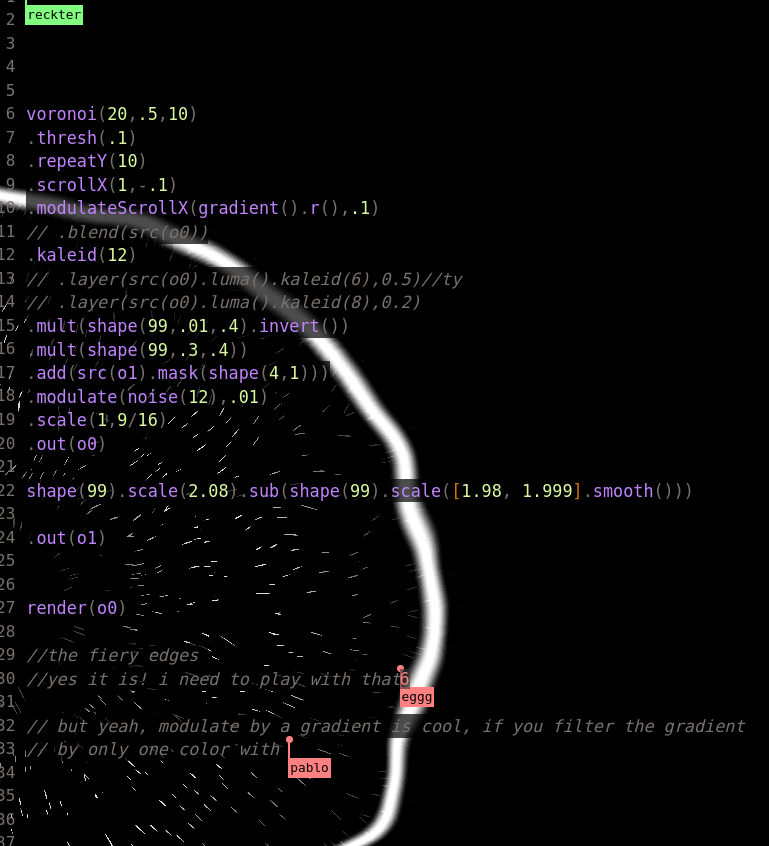 1
2
reckter
3
4
5
6 voronoi(20,.5,10)
7 .thresh(.1)
8 .repeatY(10)
9 .scrollX(1,-.1)
10 .modulateScrollX(gradient().r(),.1)
11 // .blend(src(o0))
12 .kaleid(12)
13 // .layer(src(o0).luma().kaleid(6),0.5)//ty
14 // .layer(src(o0).luma().kaleid(8),0.2)
15 .mult(shape(99,.01,.4).invert())
16 .mult(shape(99,.3,.4))
17 .add(src(o1).mask(shape(4,1)))
18 .modulate(noise(12),.01)
19 .scale(1,9/16)
20 .out(o0)
21
22 shape(99).scale(2.08).sub(shape(99).scale([1.98, 1.999].smooth()))
23
24 .out(o1)
25
26
27 render(o0)
28
29 //the fiery edges
30 //yes it is! i need to play with that6
31
eggg
32 // but yeah, modulate by a gradient is cool, if you filter the gradient
33 // by only one color with
34
pablo
35
36
37